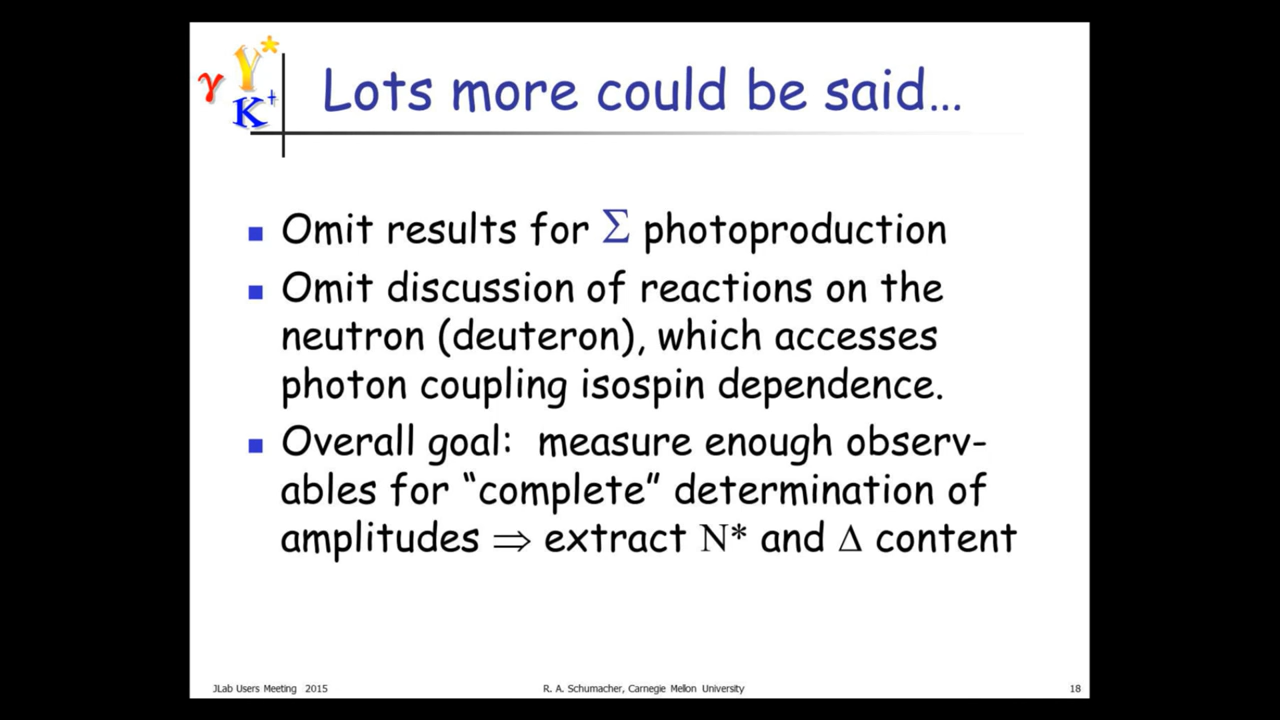 γ Y*
K+
Lots more could be said…
Omit results for Σ photoproduction
Omit discussion of reactions on the
neutron (deuteron), which accesses
photon coupling isospin dependence.
Overall goal: measure enough observ-
ables for “complete” determination of
amplitudes ⇒ extract N* and Δ content
JLab Users Meeting 2015
R. A. Schumacher, Carnegie Mellon University
18